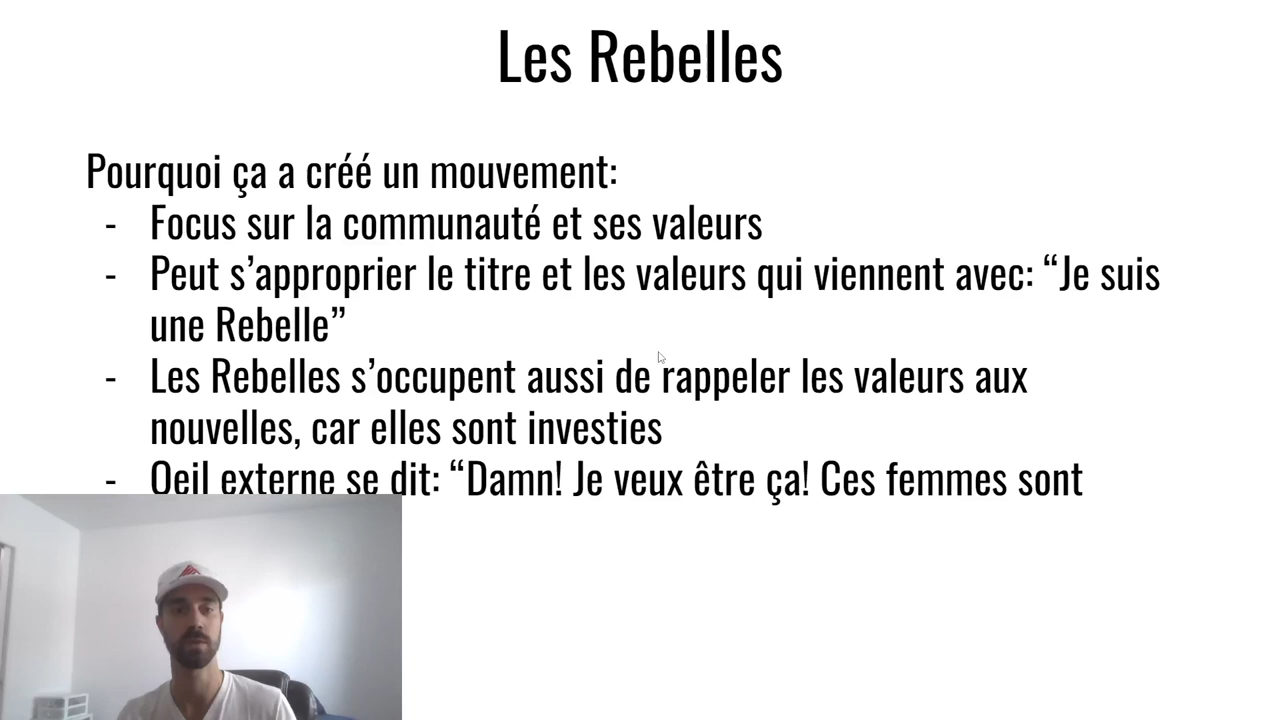 Les Rebelles
Pourquoi ça a créé un mouvement:
- Focus sur la communauté et ses valeurs
- Peut s’approprier le titre et les valeurs qui viennent avec: “Je suis
une Rebelle”
- Les Rebelles s’occupent aussi de rappeler les valeurs aux
nouvelles, car elles sont investies
- Oeil externe se dit: “Damn! Je veux être ça! Ces femmes sont